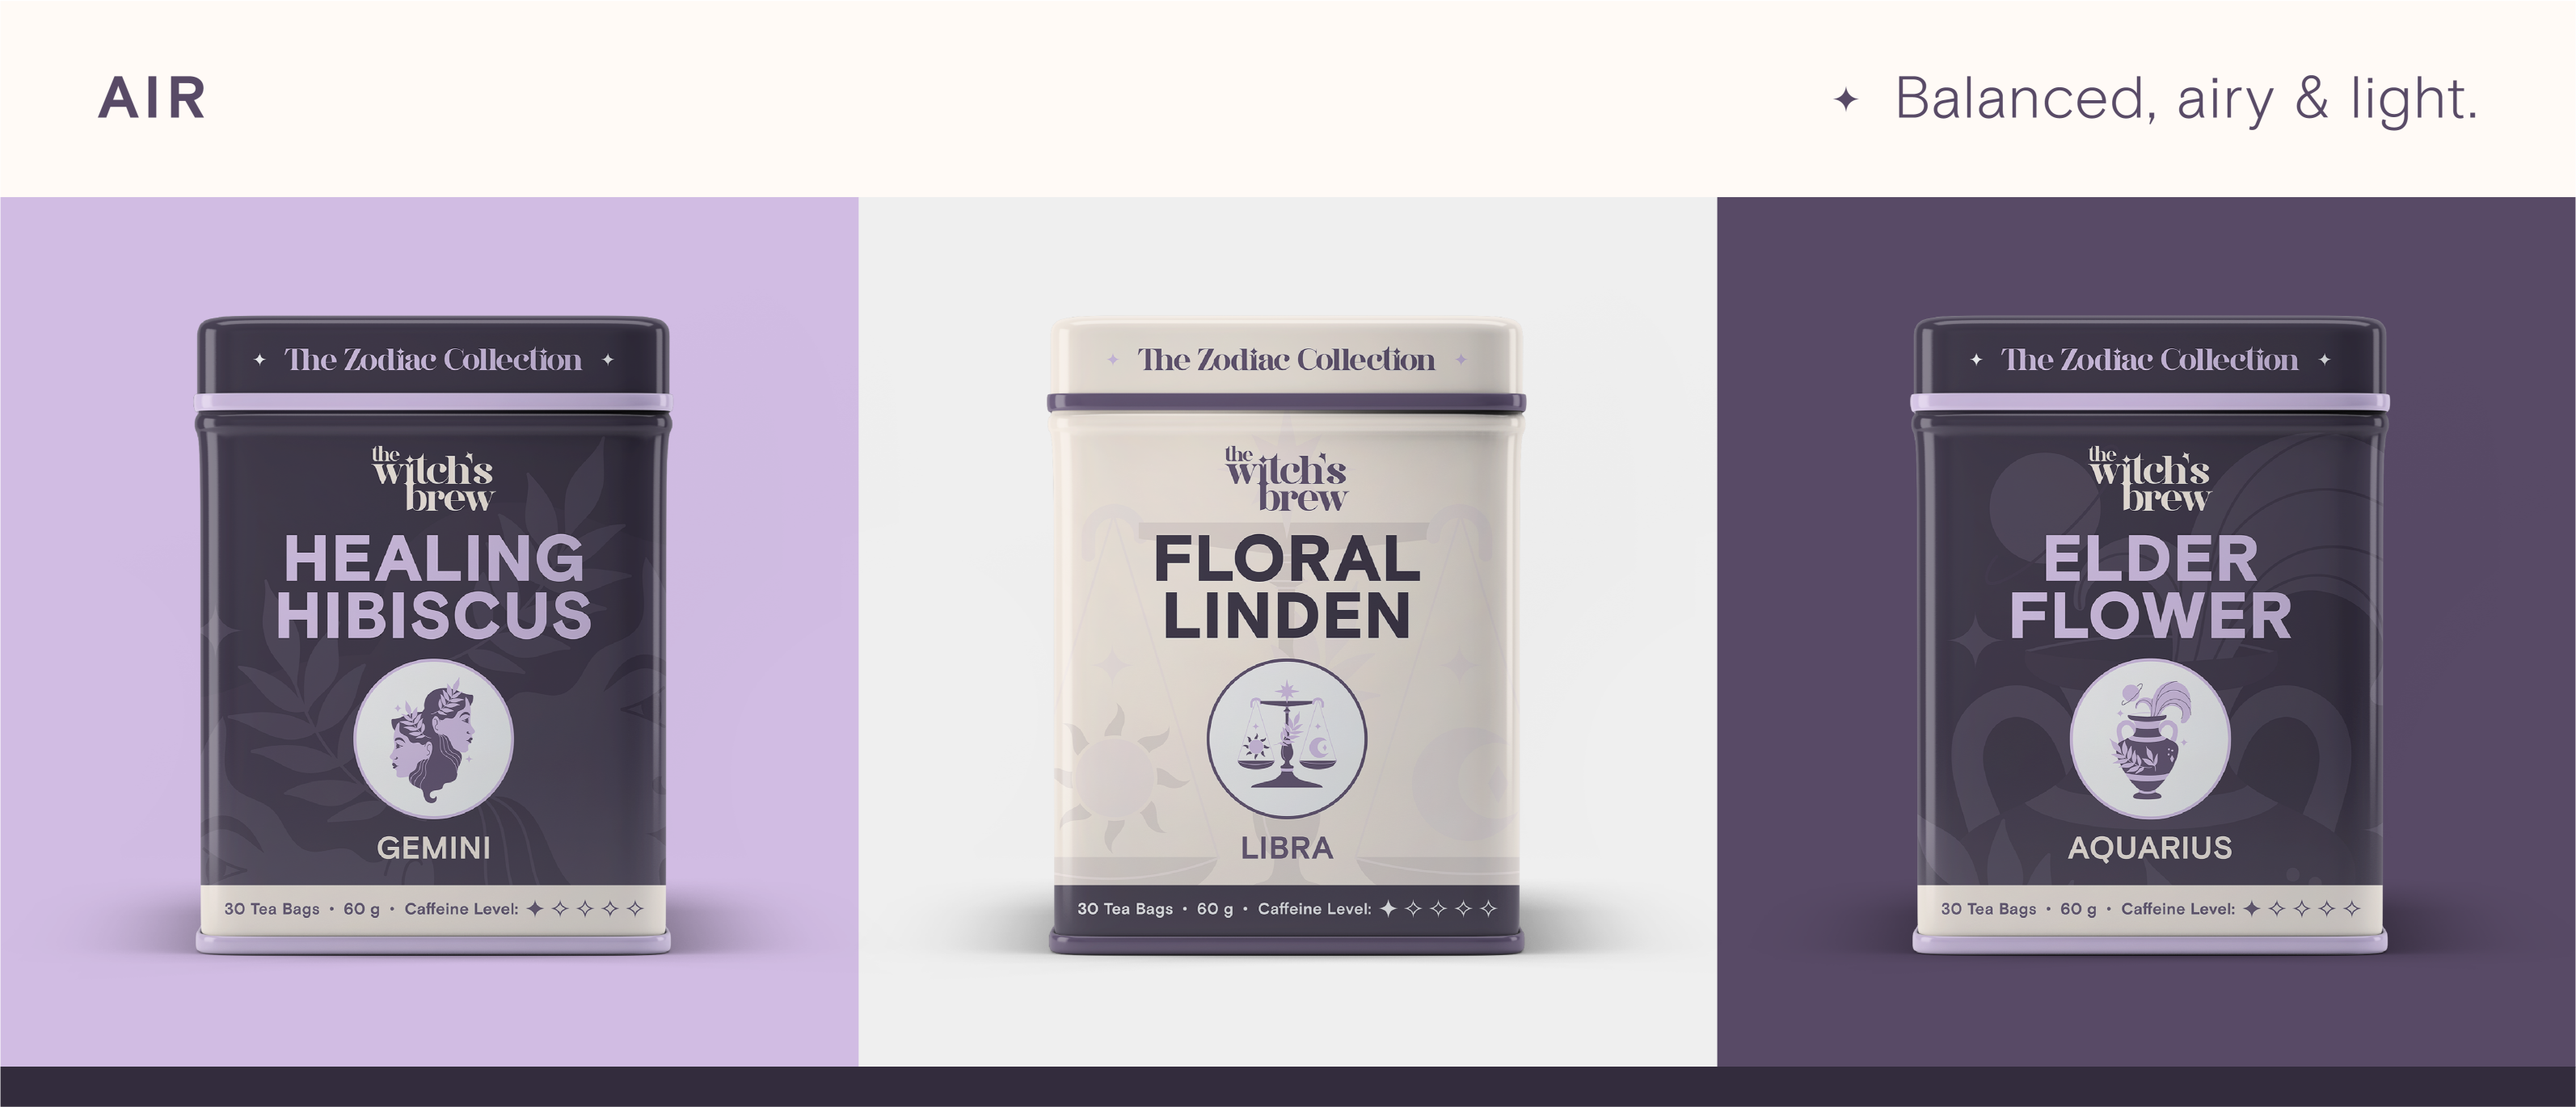 AIR
Balanced, airy & light.
The Zodiac Collection
the
witch's
brew
HEALING
HIBISCUS
GEMINI
30 Tea Bags • 60 g • Caffeine Level:
The Zodiac Collection
the
witch's
brew
FLORAL
LINDEN
LIBRA
30 Tea Bags • 60 g • Caffeine Level:
The Zodiac Collection
the
witch's
brew
ELDER
FLOWER
AQUARIUS
30 Tea Bags • 60 g • Caffeine Level: